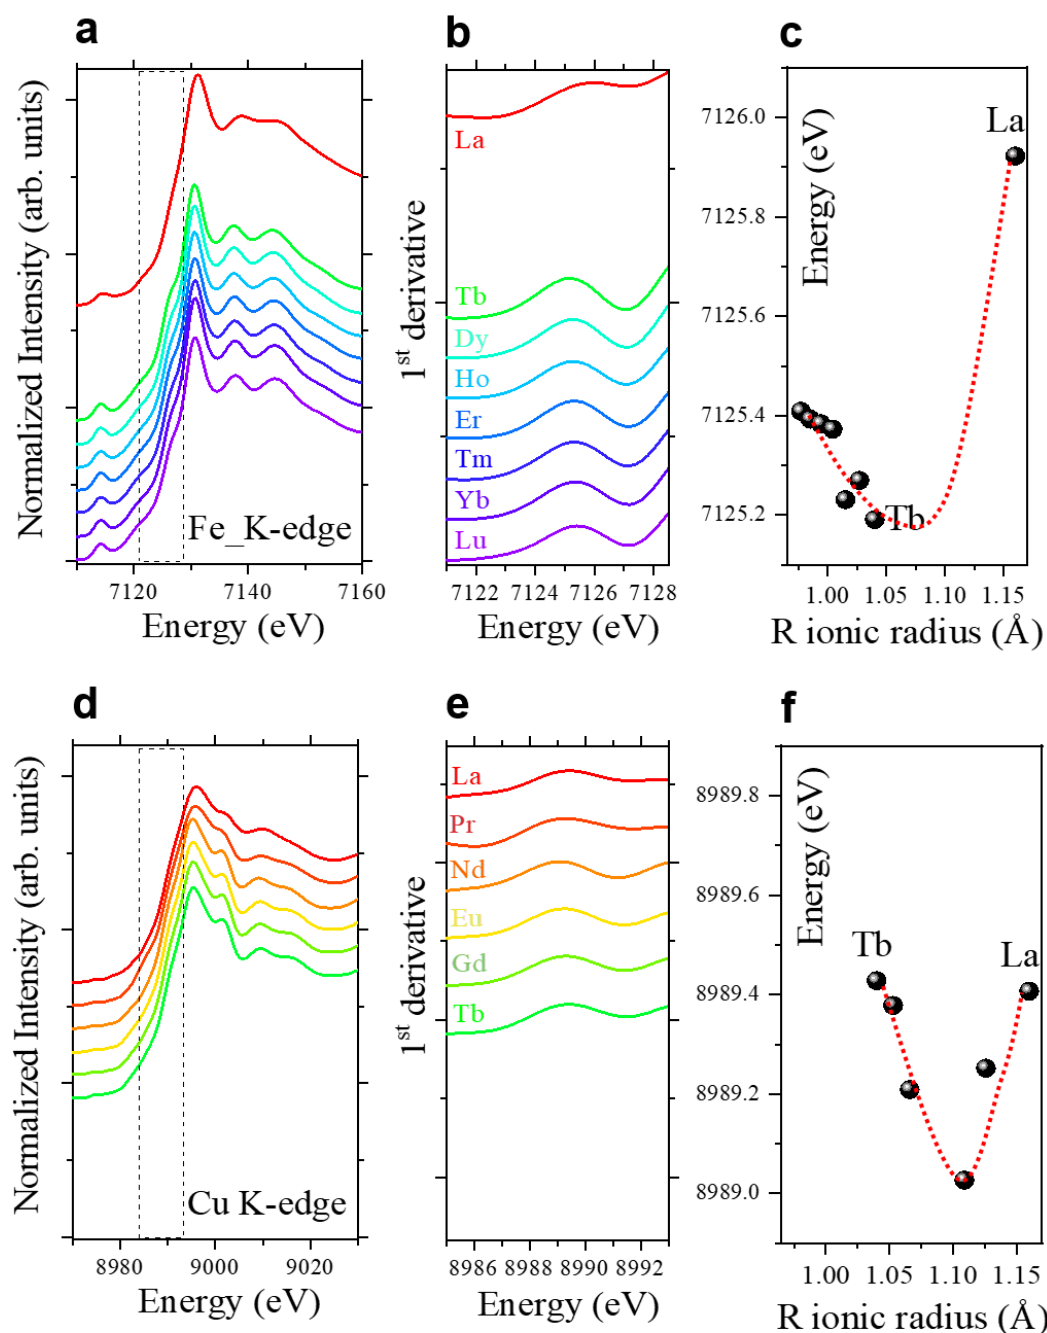 a
Normalized Intensity (arb. units)
Fe_K-edge
7120 7140 7160
Energy (eV)
b
1st derivative
La
Tb
Dy
Ho
Er
Tm
Yb
Lu
7122 7124 7126 7128
Energy (eV)
c
Energy (eV)
7126.0
7125.8
7125.6
7125.4
7125.2
La
Tb
1.00 1.05 1.10 1.15
R ionic radius (Å)
d
Normalized Intensity (arb. units)
Cu K-edge
8980 9000 9020
Energy (eV)
e
1st derivative
La
Pr
Nd
Eu
Gd
Tb
8986 8988 8990 8992
Energy (eV)
f
Energy (eV)
8989.8
8989.6
8989.4
8989.2
8989.0
Tb
La
1.00 1.05 1.10 1.15
R ionic radius (Å)